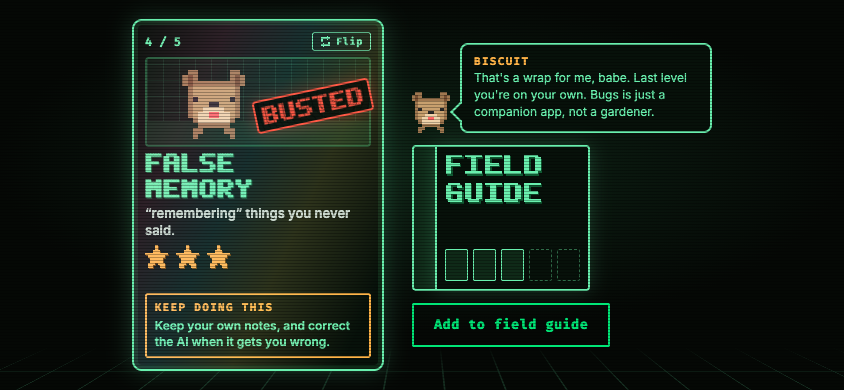 4 / 5
Flip
BUSTED
FALSE
MEMORY
“remembering” things you never
said.
KEEP DOING THIS
Keep your own notes, and correct
the AI when it gets you wrong.
BISCUIT
That's a wrap for me, babe. Last level
you're on your own. Bugs is just a
companion app, not a gardener.
FIELD
GUIDE
Add to field guide